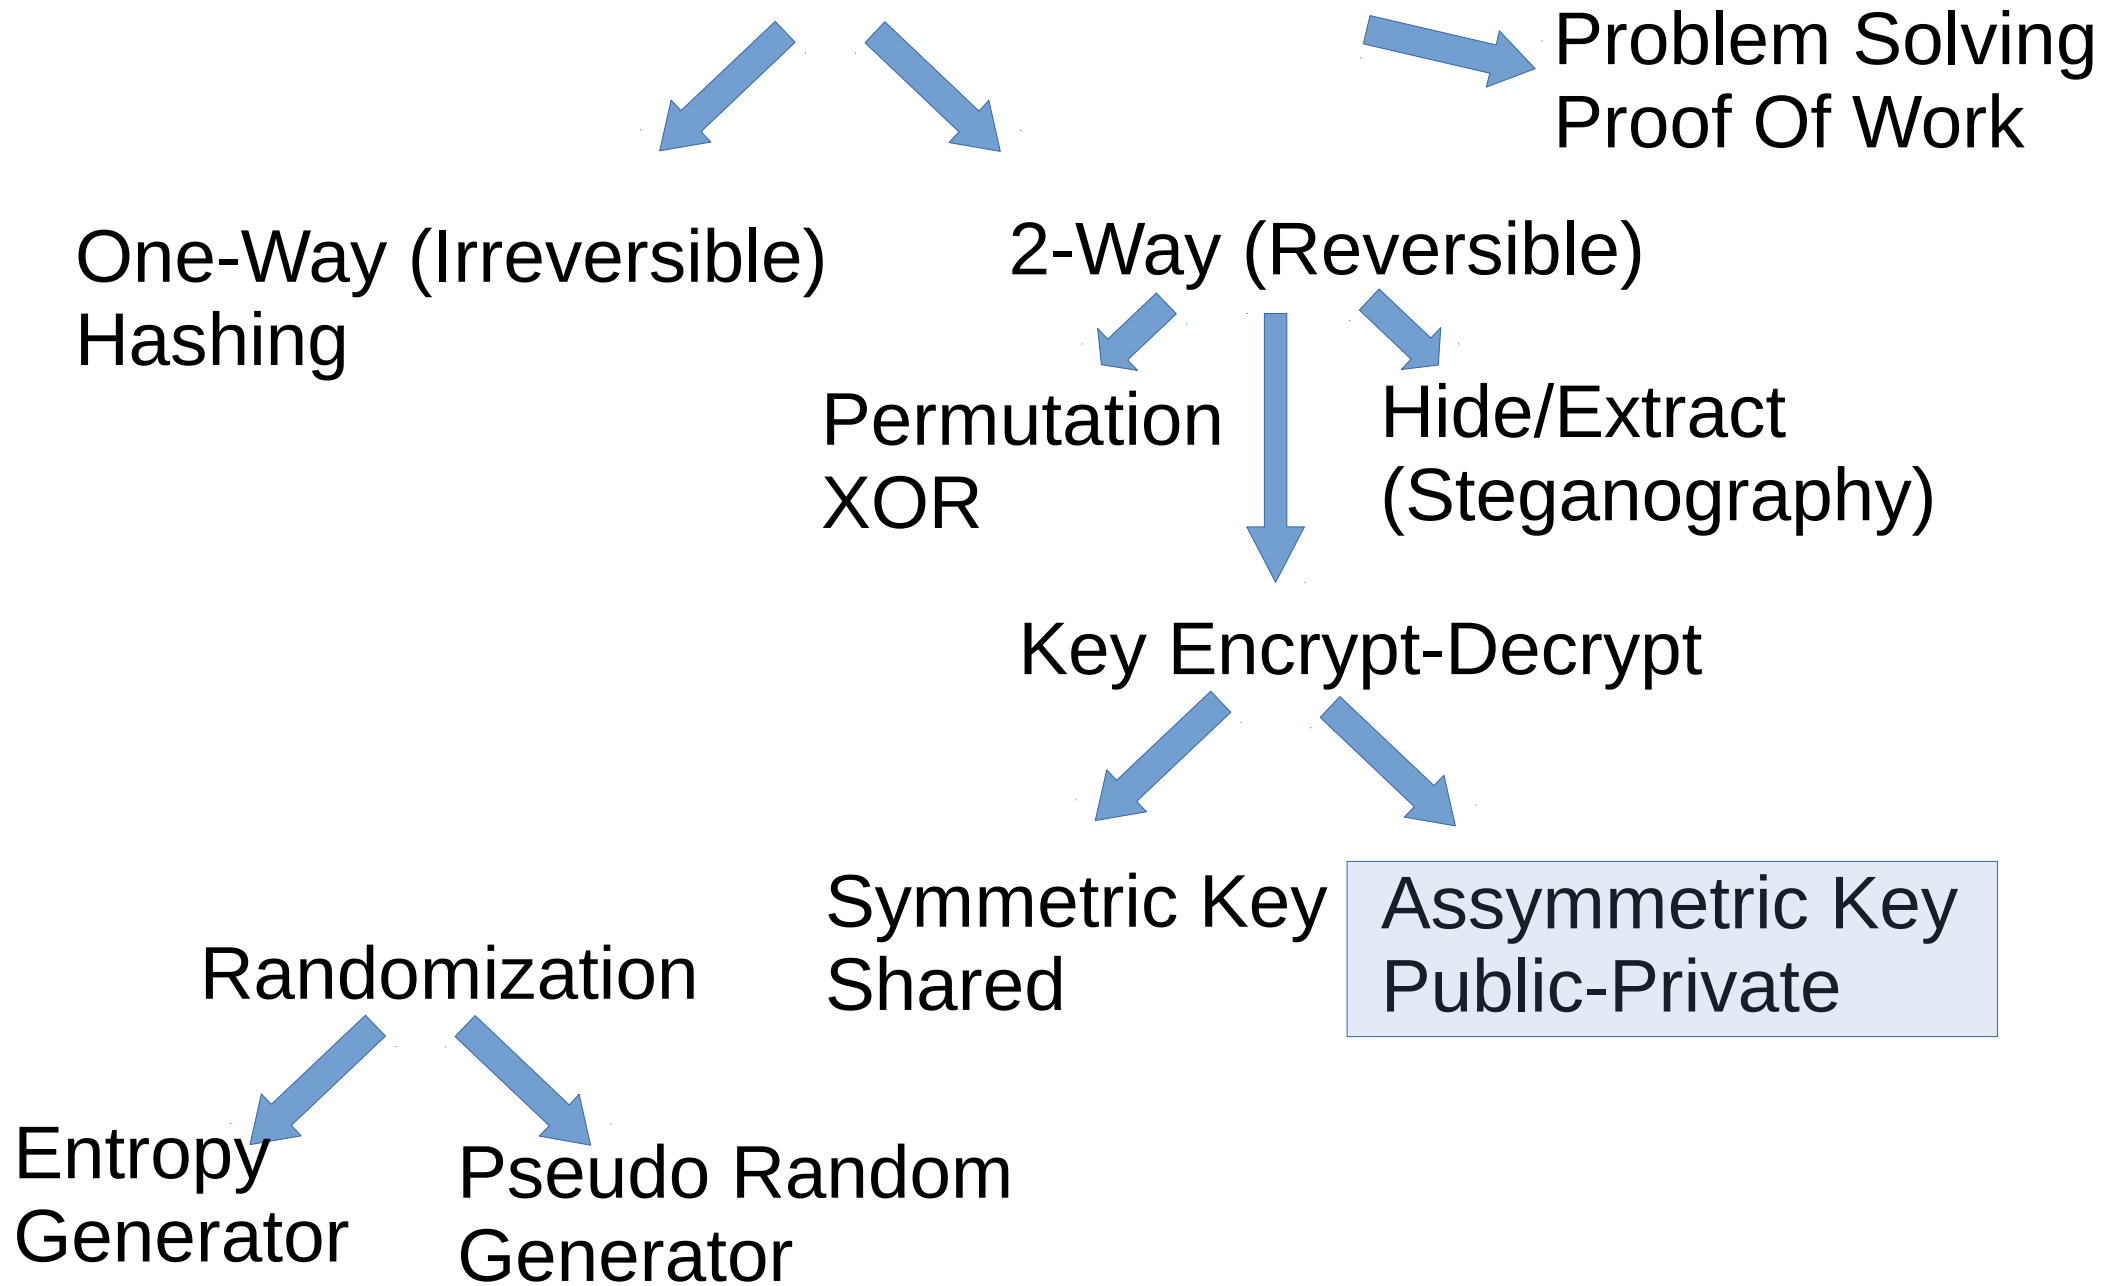 Problem Solving
Proof Of Work
One-Way (Irreversible)
Hashing
2-Way (Reversible)
Permutation
XOR
Hide/Extract
(Steganography)
Key Encrypt-Decrypt
Symmetric Key
Shared
Assymmetric Key
Public-Private
Randomization
Entropy
Generator
Pseudo Random
Generator